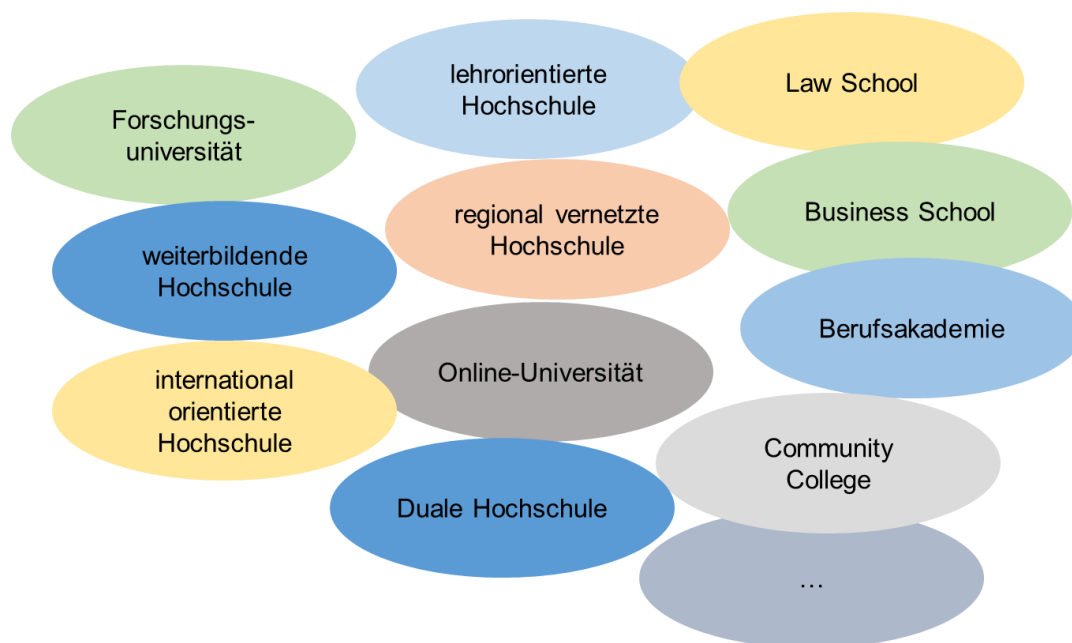 lehrorientierte
Hochschule
Law School
Forschungs-
universität
regional vernetzte
Hochschule
Business School
weiterbildende
Hochschule
Berufsakademie
Online-Universität
international
orientierte
Hochschule
Community
College
Duale Hochschule
...